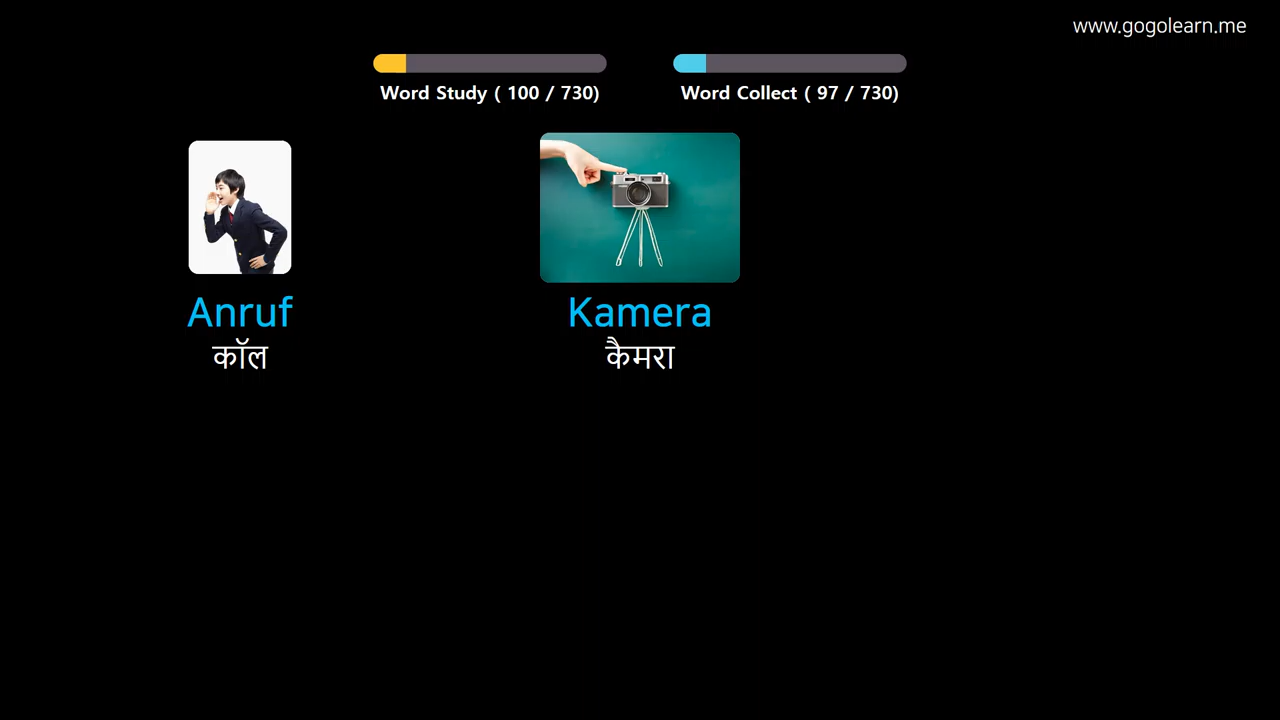 www.gogolearn.me
Word Study ( 100 / 730)
Word Collect ( 97 / 730)
Anruf
कॉल
Kamera
कैमरा